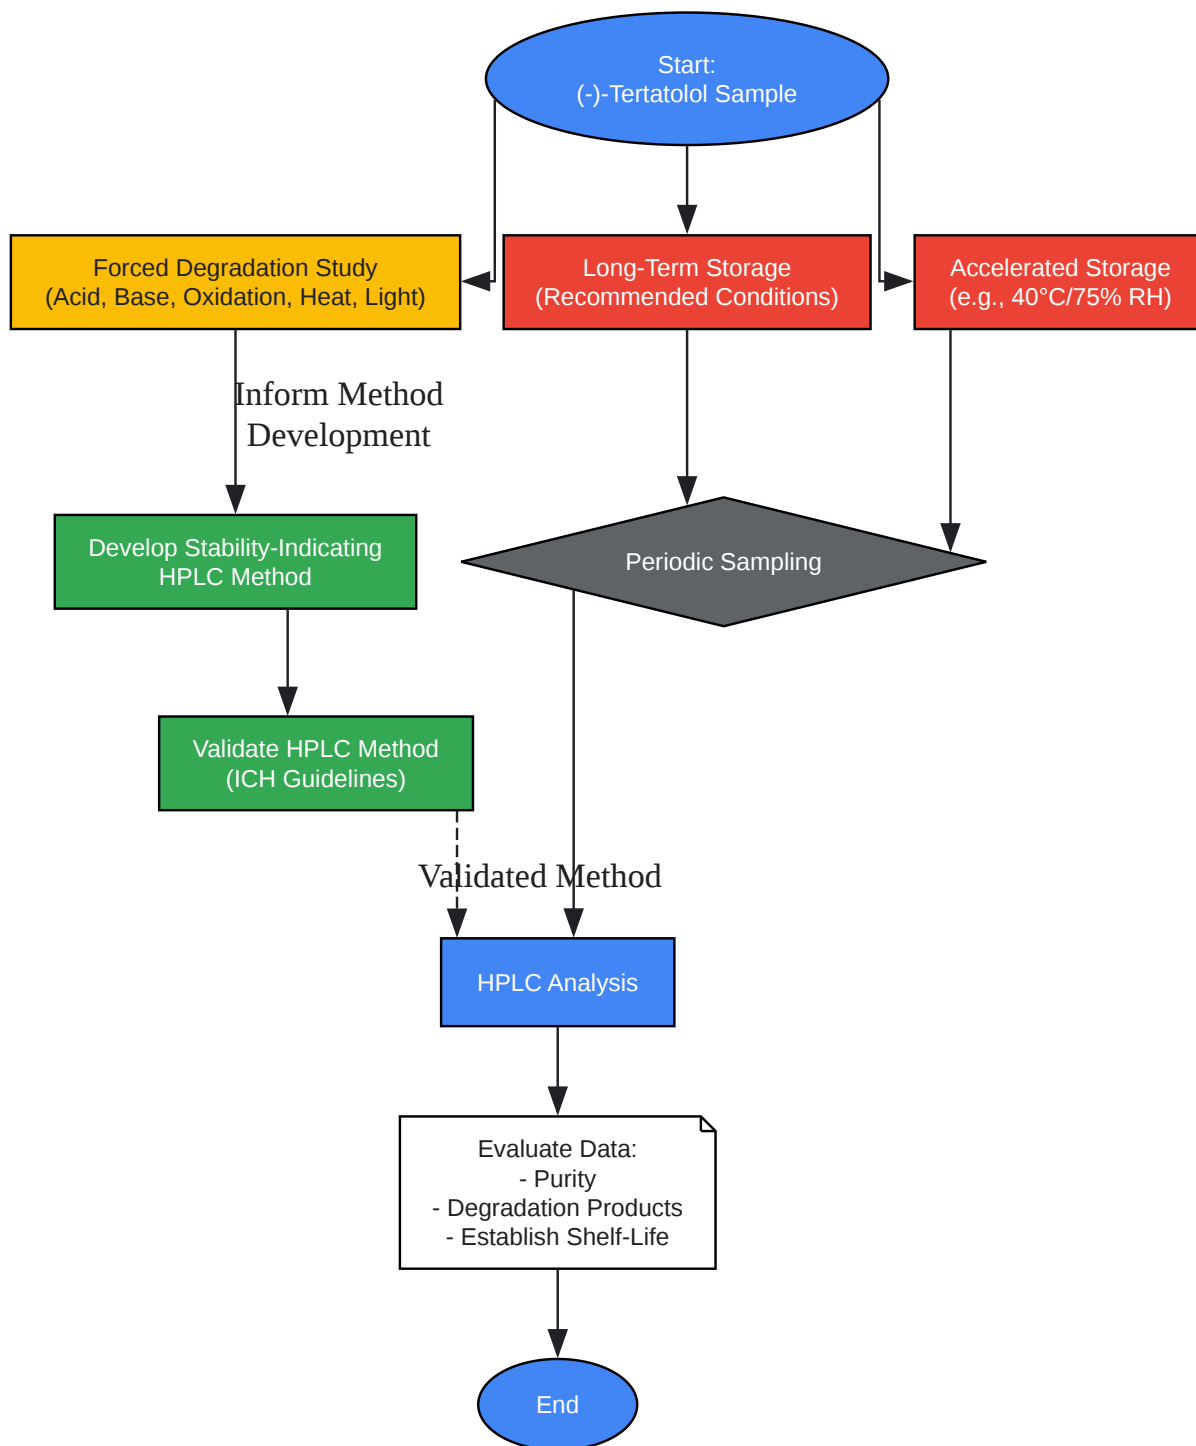 Start:
(-)-Tertatolol Sample
Forced Degradation Study
(Acid, Base, Oxidation, Heat, Light)
Long-Term Storage
(Recommended Conditions)
Accelerated Storage
(e.g., 40°C/75% RH)
Inform Method
Development
Develop Stability-Indicating
HPLC Method
Periodic Sampling
Validate HPLC Method
(ICH Guidelines)
Validated Method
HPLC Analysis
Evaluate Data:
- Purity
- Degradation Products
- Establish Shelf-Life
End